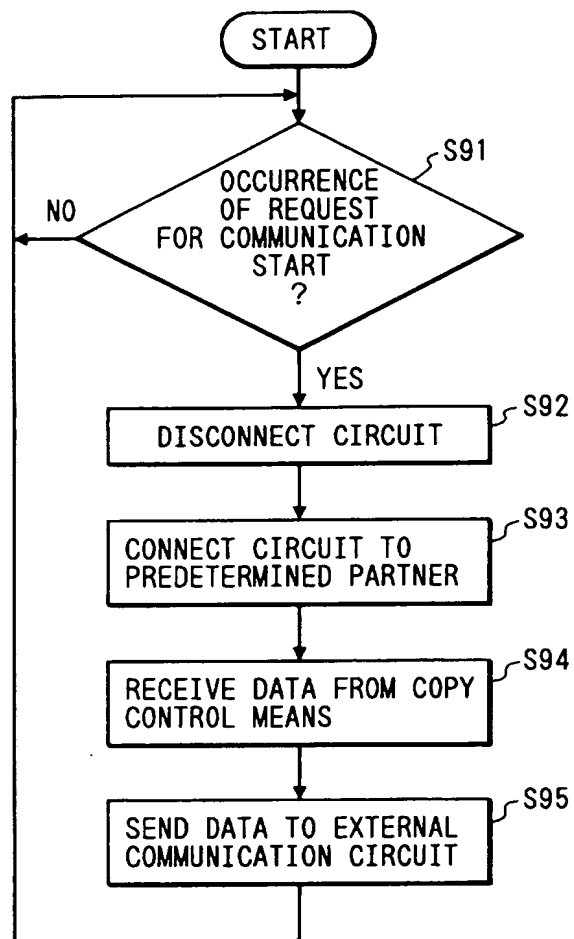 START
S91
OCCURRENCE
OF REQUEST
FOR COMMUNICATION
START
?
NO
YES
S92
DISCONNECT CIRCUIT
S93
CONNECT CIRCUIT TO
PREDETERMINED PARTNER
S94
RECEIVE DATA FROM COPY
CONTROL MEANS
S95
SEND DATA TO EXTERNAL
COMMUNICATION CIRCUIT